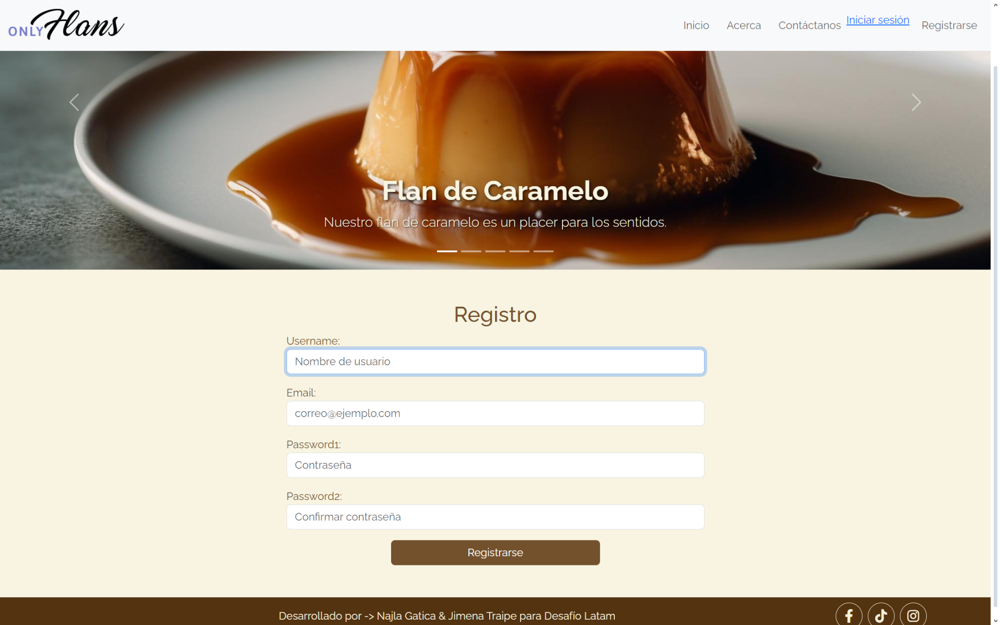 ONLY Flans
Inicio Acerca Contáctanos Iniciar sesión Registrarse
Flan de Caramelo
Nuestro flan de caramelo es un placer para los sentidos.
Registro
Username:
Nombre de usuario
Email:
correo@ejemplo.com
Password1:
Contraseña
Password2:
Confirmar contraseña
Registrarse
Desarrollado por -> Najla Gatica & Jimena Traipe para Desafío Latam